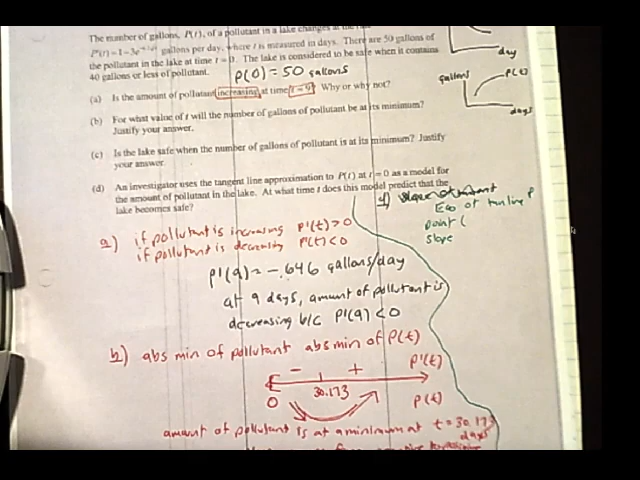 The number of gallons, P(t), of a pollutant in a lake changes at the
P'(t) = 1 − 3e gallons per day, where t is measured in days. There are 50 gallons of
the pollutant in the lake at time t = 0. The lake is considered to be safe when it contains
40 gallons or less of pollutant.
P(0) = 50 gallons
day
gallons
P(t)
days
(a) Is the amount of pollutant increasing at time t = 9? Why or why not?
(b) For what value of t will the number of gallons of pollutant be at its minimum?
Justify your answer.
(c) Is the lake safe when the number of gallons of pollutant is at its minimum? Justify
your answer.
(d) An investigator uses the tangent line approximation to P(t) at t = 0 as a model for
the amount of pollutant in the lake. At what time t does this model predict that the
lake becomes safe?
d) slope of
EQ of tan line P
point (
slope
a) if pollutant is increasing P'(t) > 0
if pollutant is decreasing P'(t) < 0
P'(9) = -.646 gallons/day
at 9 days, amount of pollutant is
decreasing b/c P'(9) < 0
b) abs min of pollutant abs min of P(t)
− + P'(t)
0 30.173 P(t)
amount of pollutant is at a minimum at t = 30.173
days